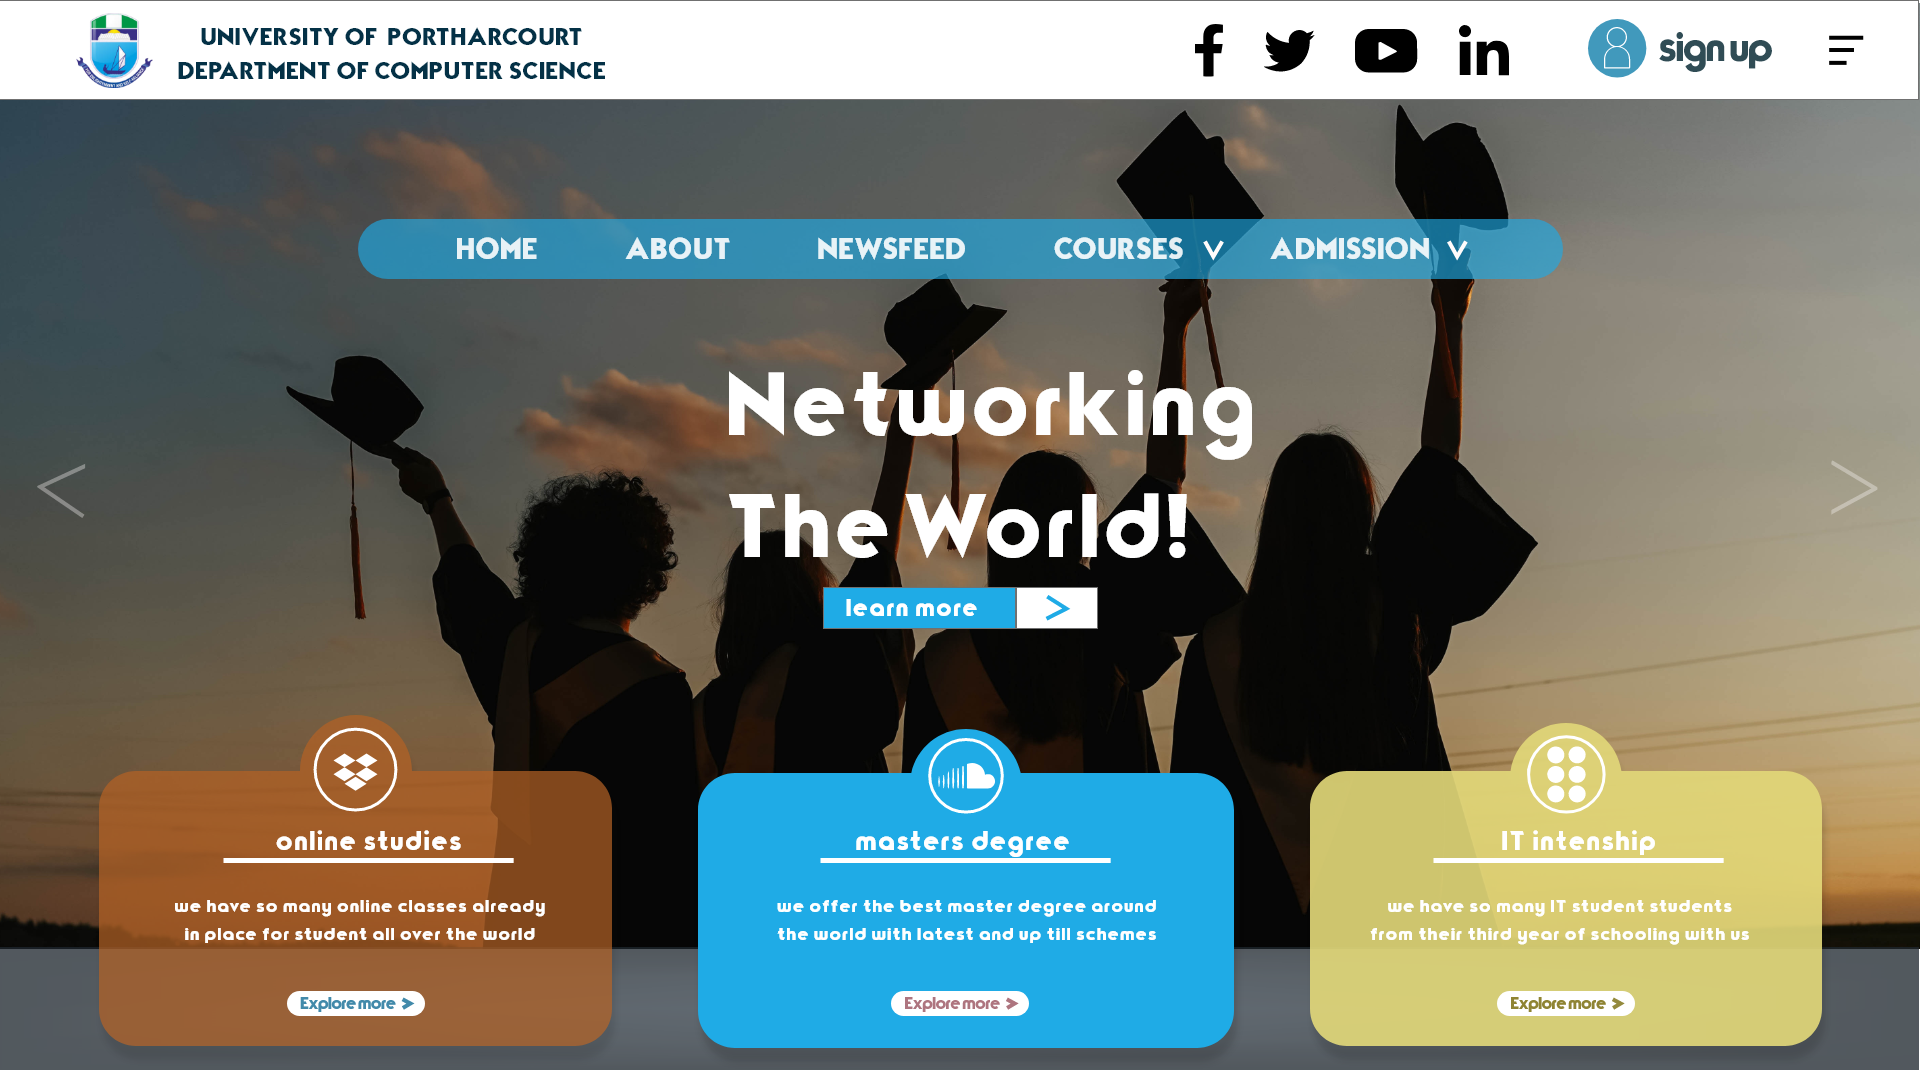 UNIVERSITY OF PORTHARCOURT
DEPARTMENT OF COMPUTER SCIENCE
sign up
HOME ABOUT NEWSFEED COURSES ADMISSION
Networking
The World!
learn more >
online studies
we have so many online classes already
in place for student all over the world
Explore more >
masters degree
we offer the best master degree around
the world with latest and up till schemes
Explore more >
IT intenship
we have so many IT student students
from their third year of schooling with us
Explore more >